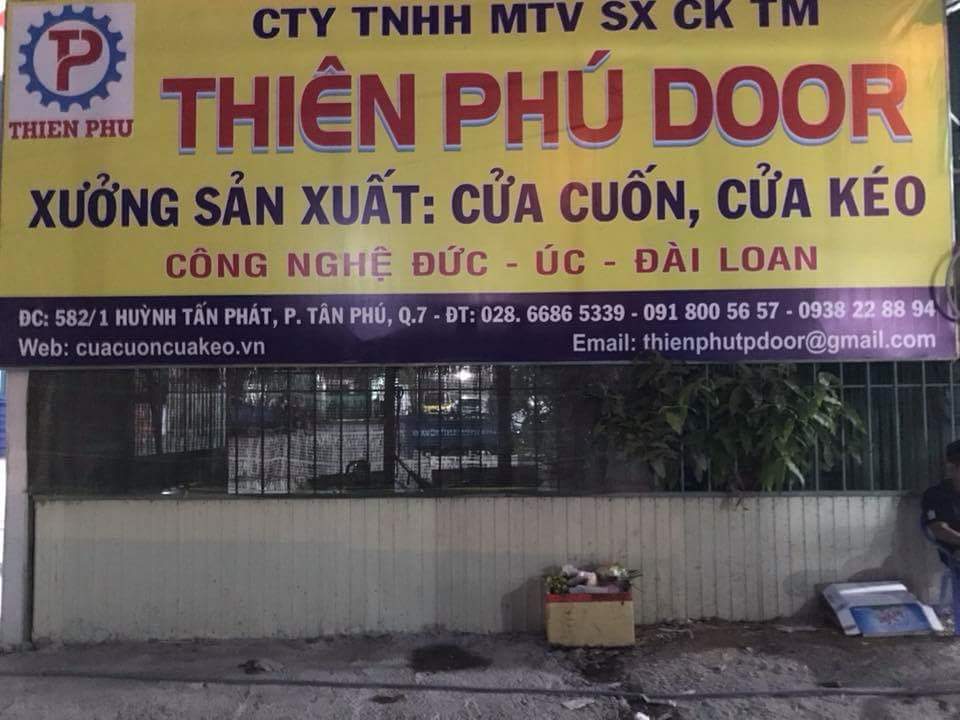 CTY TNHH MTV SX CK TM
TP
THIEN PHU
THIÊN PHÚ DOOR
XƯỞNG SẢN XUẤT: CỬA CUỐN, CỬA KÉO
CÔNG NGHỆ ĐỨC - ÚC - ĐÀI LOAN
ĐC: 582/1 HUỲNH TẤN PHÁT, P. TÂN PHÚ, Q.7 - ĐT: 028. 6686 5339 - 091 800 56 57 - 0938 22 88 94
Web: cuacuoncuakeo.vn
Email: thienphutpdoor@gmail.com